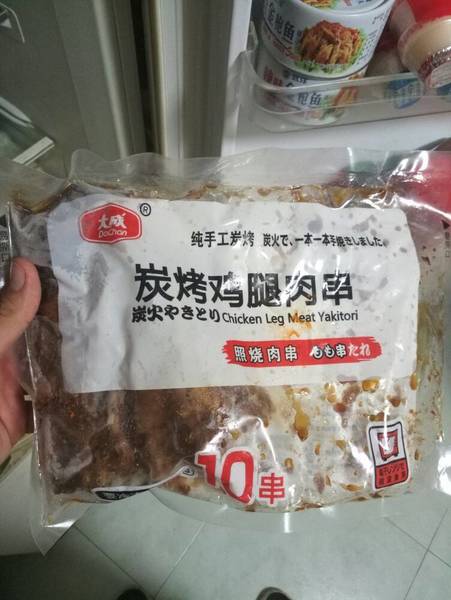 大成®
DaChan
纯手工炭烤 炭火で、一本一本手焼きしました。
炭烤鸡腿肉串
炭火やきとり Chicken Leg Meat Yakitori
照烧肉串 もも串たれ
10串